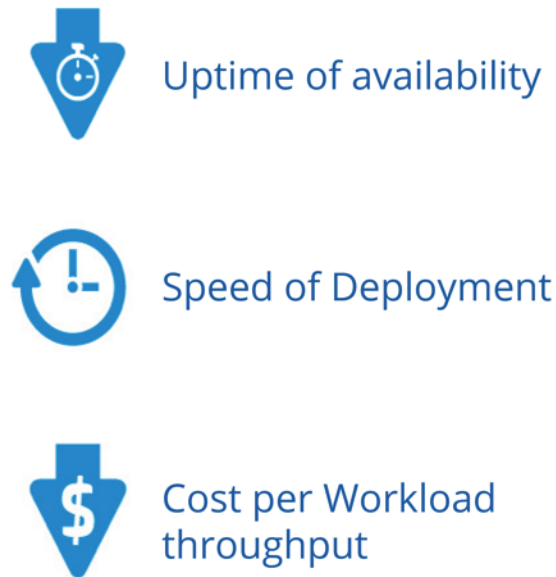 Uptime of availability
Speed of Deployment
$
Cost per Workload
throughput